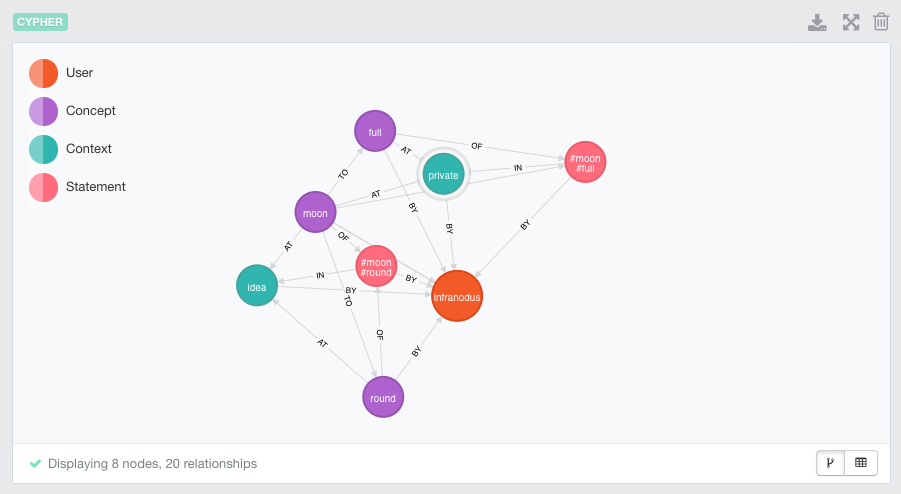 CYPHER
User
Concept
Context
Statement
full
AT
OF
private
IN
#moon
#full
TO
AT
moon
BY
BY
BY
OF
AT
#moon
#round
IN
BY
idea
BY
TO
infranodus
OF
AT
BY
round
Displaying 8 nodes, 20 relationships